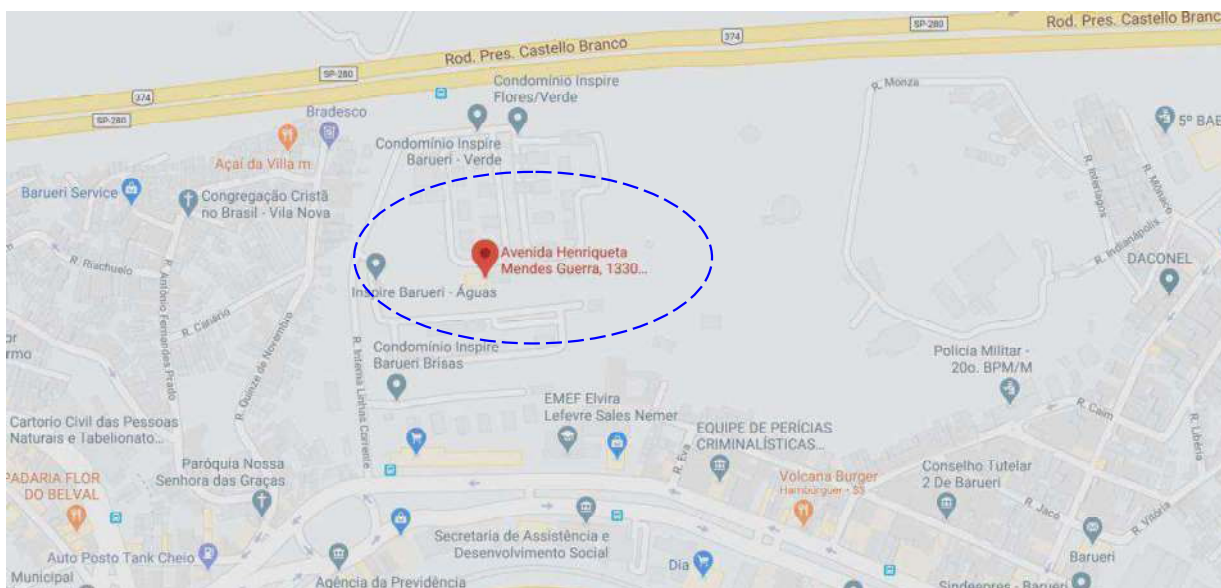 Rod. Pres. Castello Branco
SP-280
Rod. Pres. Castello Branc
374
SP-280
374
SP-280
Condomínio Inspire
Flores/Verde
R. Monza
Bradesco
5º BAE
Açaí da Villa m
Condomínio Inspire
Barueri - Verde
Barueri Service
Congregação Cristã
no Brasil - Vila Nova
R. Interlagos
R. Mônaco
R. Indianápolis
Avenida Henriqueta
Mendes Guerra, 1330...
DACONEL
R. Riachuelo
Inspire Barueri - Águas
R. Antônio Fernandes Prado
R. Canário
R. Quinze de Novembro
R. Interna Linhas Corrente
Condomínio Inspire
Barueri Brisas
Polícia Militar -
20o. BPM/M
EMEF Elvira
Lefevre Sales Nemer
R. Caim
R. Libéria
Cartorio Civil das Pessoas
Naturais e Tabelionato...
EQUIPE DE PERÍCIAS
CRIMINALÍSTICAS...
R. Eva
PADARIA FLOR
DO BELVAL
Paróquia Nossa
Senhora das Graças
Volcana Burger
Hambúrguer • $$
Conselho Tutelar
2 De Barueri
R. Jacó
R. Vitória
Secretaria de Assistência e
Desenvolvimento Social
Auto Posto Tank Cheio
Dia
Barueri
Municipal
Agência da Previdência
Sindeepres - Barueri